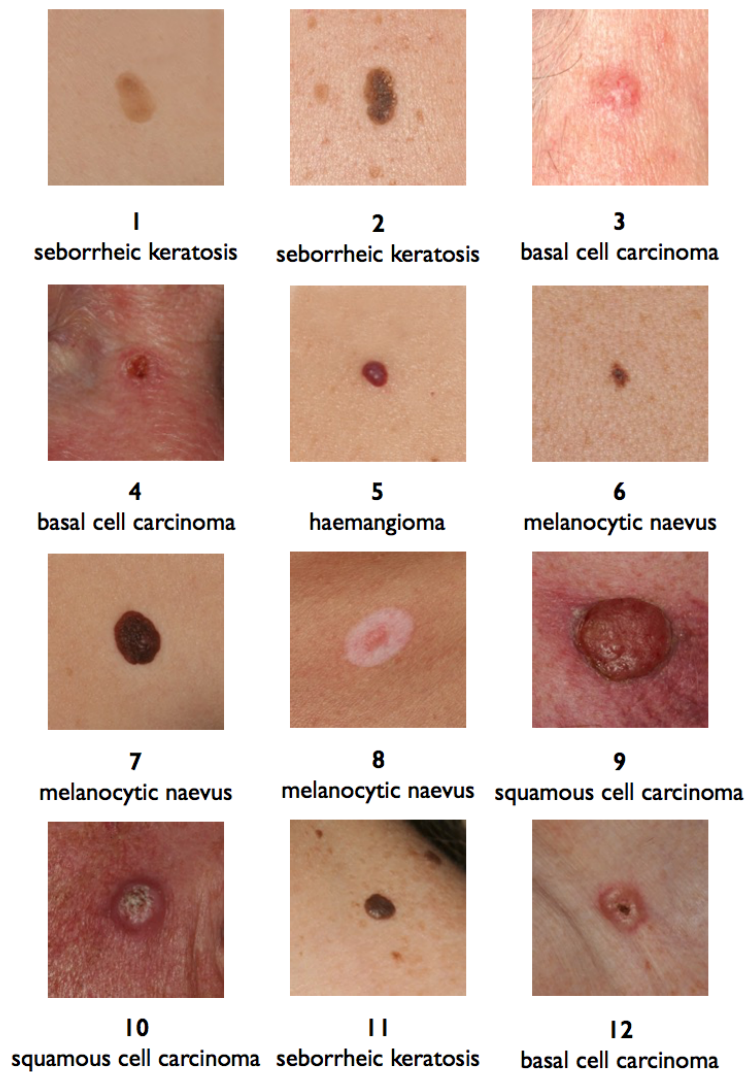 1
seborrheic keratosis
2
seborrheic keratosis
3
basal cell carcinoma
4
basal cell carcinoma
5
haemangioma
6
melanocytic naevus
7
melanocytic naevus
8
melanocytic naevus
9
squamous cell carcinoma
10
squamous cell carcinoma
11
seborrheic keratosis
12
basal cell carcinoma